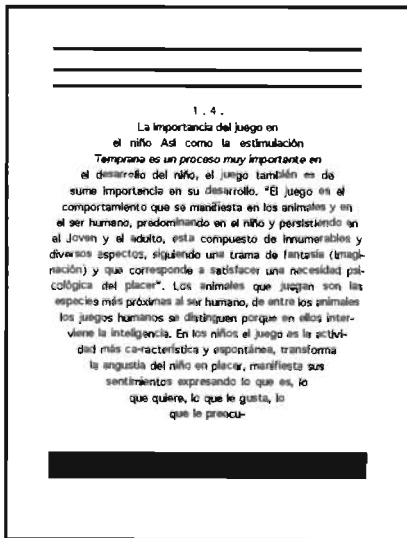 1.4.
La importancia del juego en
el niño Así como la estimulación
Temprana es un proceso muy importante en
el desarrollo del niño, el juego también es de
suma importancia en su desarrollo. "El juego es el
comportamiento que se manifiesta en los animales y en
el ser humano, predominando en el niño y persistiendo en
el Joven y el adulto, esta compuesto de innumerables y
diversos aspectos, siguiendo una trama de fantasía (imagi-
nación) y que corresponde a satisfacer una necesidad psi-
cológica del placer". Los animales que juegan son las
especies más próximas al ser humano, de entre los animales
los juegos humanos se distinguen porque en ellos inter-
viene la inteligencia. En los niños el juego es la activi-
dad más ca-racterística y espontánea, transforma
la angustia del niño en placer, manifiesta sus
sentimientos expresando lo que es, lo
que quiere, lo que le gusta, lo
que le preocu-